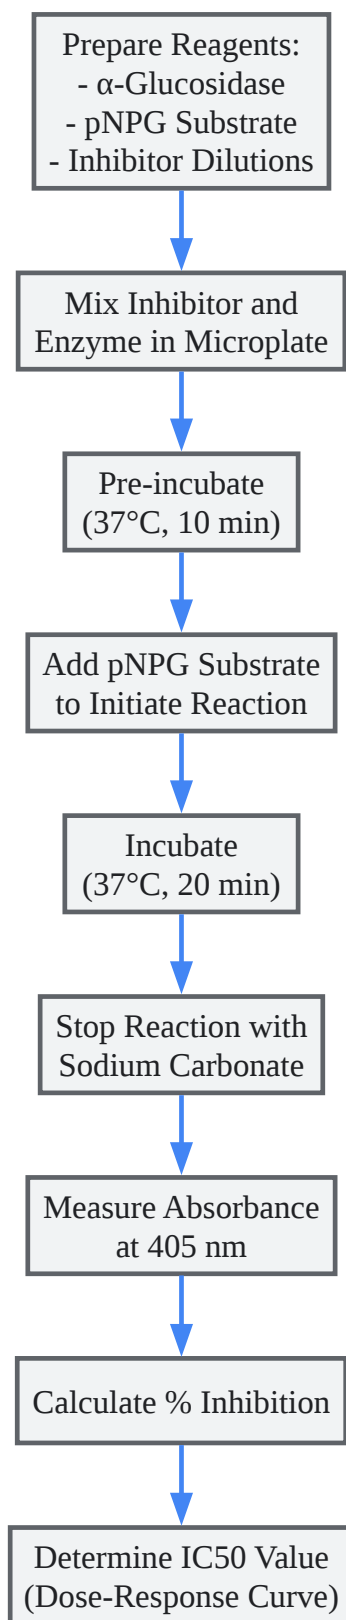 Prepare Reagents:
- α-Glucosidase
- pNPG Substrate
- Inhibitor Dilutions
Mix Inhibitor and
Enzyme in Microplate
Pre-incubate
(37°C, 10 min)
Add pNPG Substrate
to Initiate Reaction
Incubate
(37°C, 20 min)
Stop Reaction with
Sodium Carbonate
Measure Absorbance
at 405 nm
Calculate % Inhibition
Determine IC50 Value
(Dose-Response Curve)